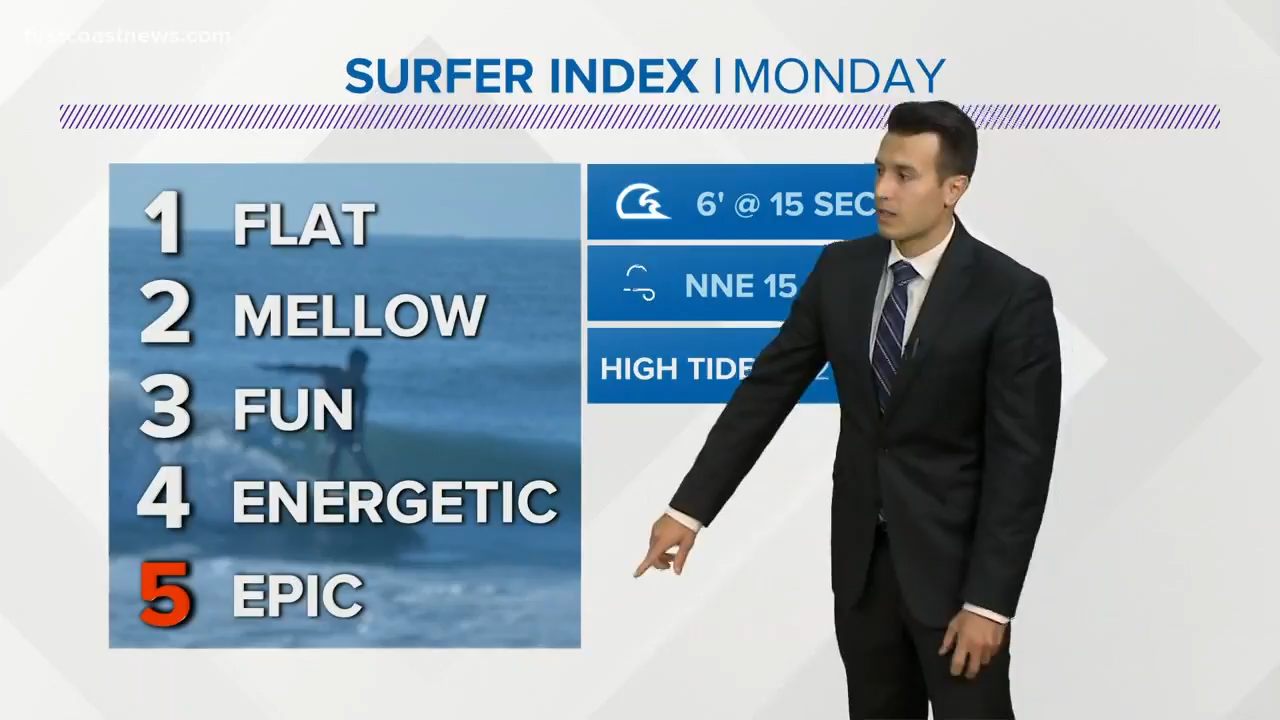 firstcoastnews.com
SURFER INDEX | MONDAY
1 FLAT
2 MELLOW
3 FUN
4 ENERGETIC
5 EPIC
6' @ 15 SEC
NNE 15
HIGH TIDE